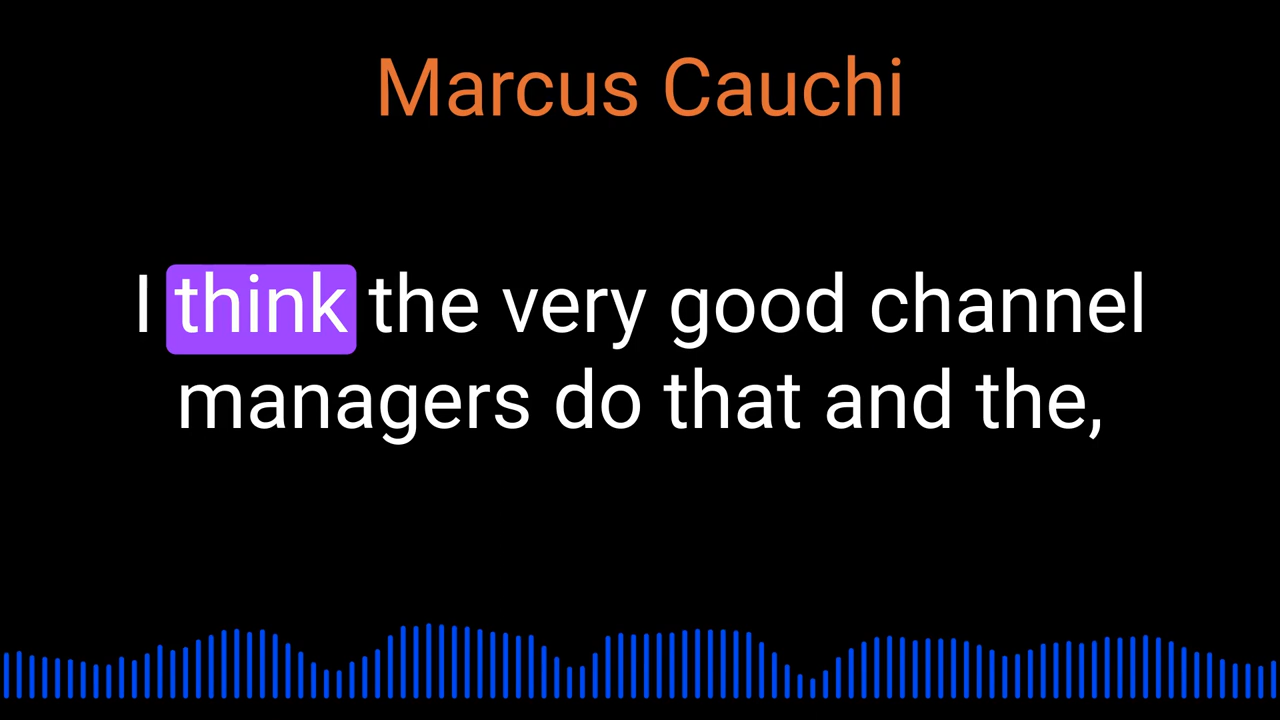 Marcus Cauchi
I think the very good channel
managers do that and the,